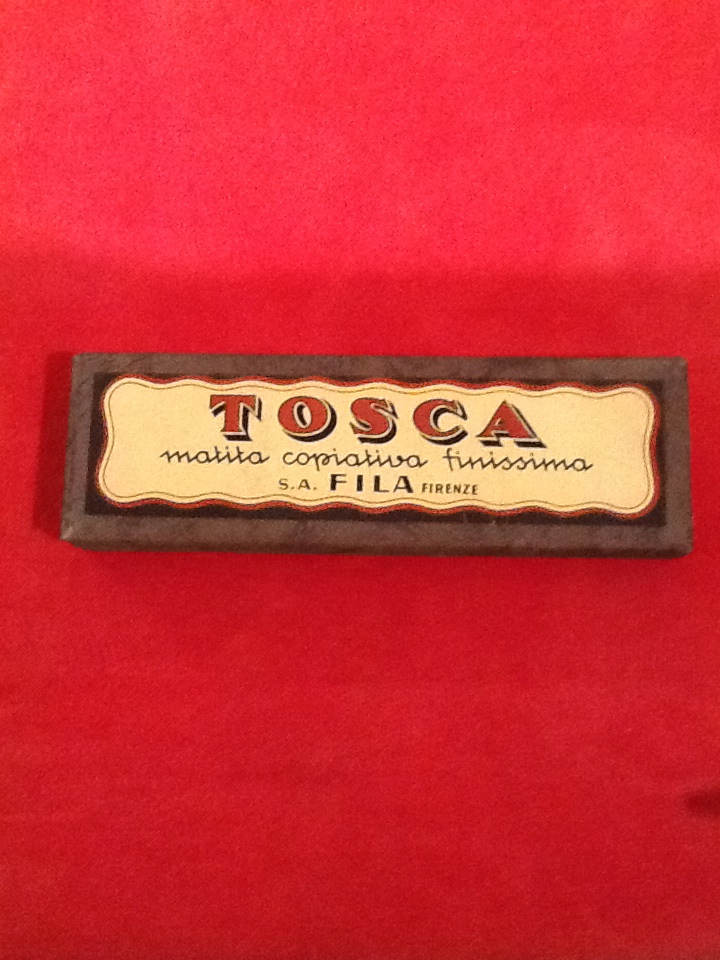 TOSCA
matita copiativa finissima
S.A. FILA FIRENZE